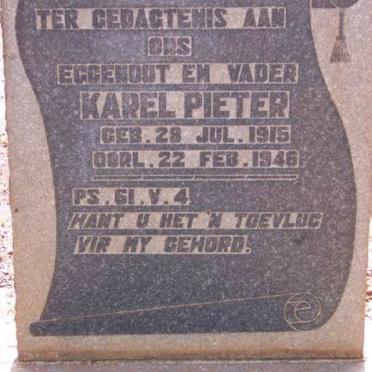 TER GEDAGTENIS AAN
ONS
EGGENOOT EN VADER
KAREL PIETER
GEB. 28 JUL. 1915
OORL. 22 FEB. 1946
PS. 61. V. 4
WANT U HET 'N TOEVLUG
VIR MY GEWORD!